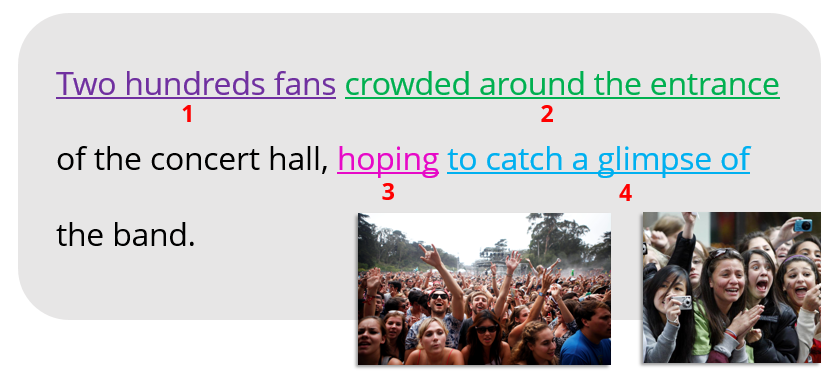 Two hundreds fans crowded around the entrance
1 2
of the concert hall, hoping to catch a glimpse of
3 4
the band.